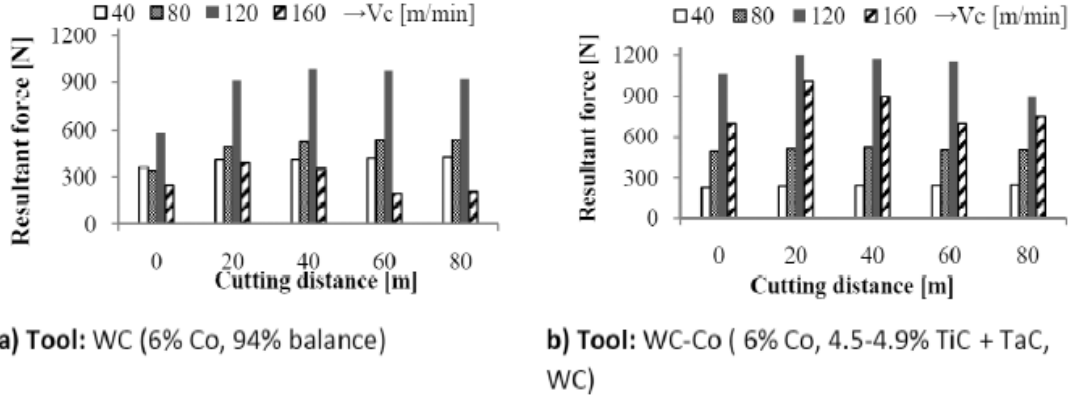 40 80 120 160 →Vc [m/min]
1200
900
600
300
0
Resultant force [N]
0 20 40 60 80
Cutting distance [m]
a) Tool: WC (6% Co, 94% balance)
40 80 120 160 →Vc [m/min]
1200
900
600
300
0
Resultant force [N]
0 20 40 60 80
Cutting distance [m]
b) Tool: WC-Co ( 6% Co, 4.5-4.9% TiC + TaC,
WC)